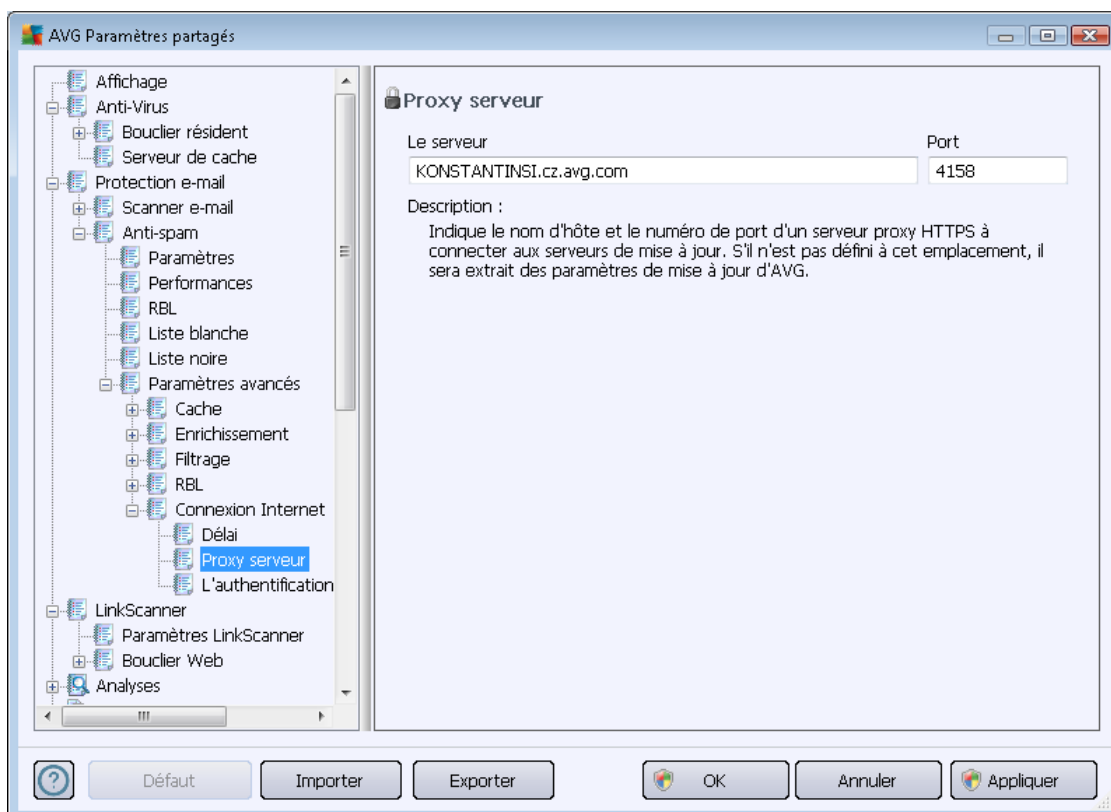 AVG Paramètres partagés
Affichage
Anti-Virus
Bouclier résident
Serveur de cache
Protection e-mail
Scanner e-mail
Anti-spam
Paramètres
Performances
RBL
Liste blanche
Liste noire
Paramètres avancés
Cache
Enrichissement
Filtrage
RBL
Connexion Internet
Délai
Proxy serveur
L'authentification
LinkScanner
Paramètres LinkScanner
Bouclier Web
Analyses
Proxy serveur
Le serveur Port
KONSTANTINSI.cz.avg.com 4158
Description :
Indique le nom d'hôte et le numéro de port d'un serveur proxy HTTPS à
connecter aux serveurs de mise à jour. S'il n'est pas défini à cet emplacement, il
sera extrait des paramètres de mise à jour d'AVG.
Défaut Importer Exporter OK Annuler Appliquer